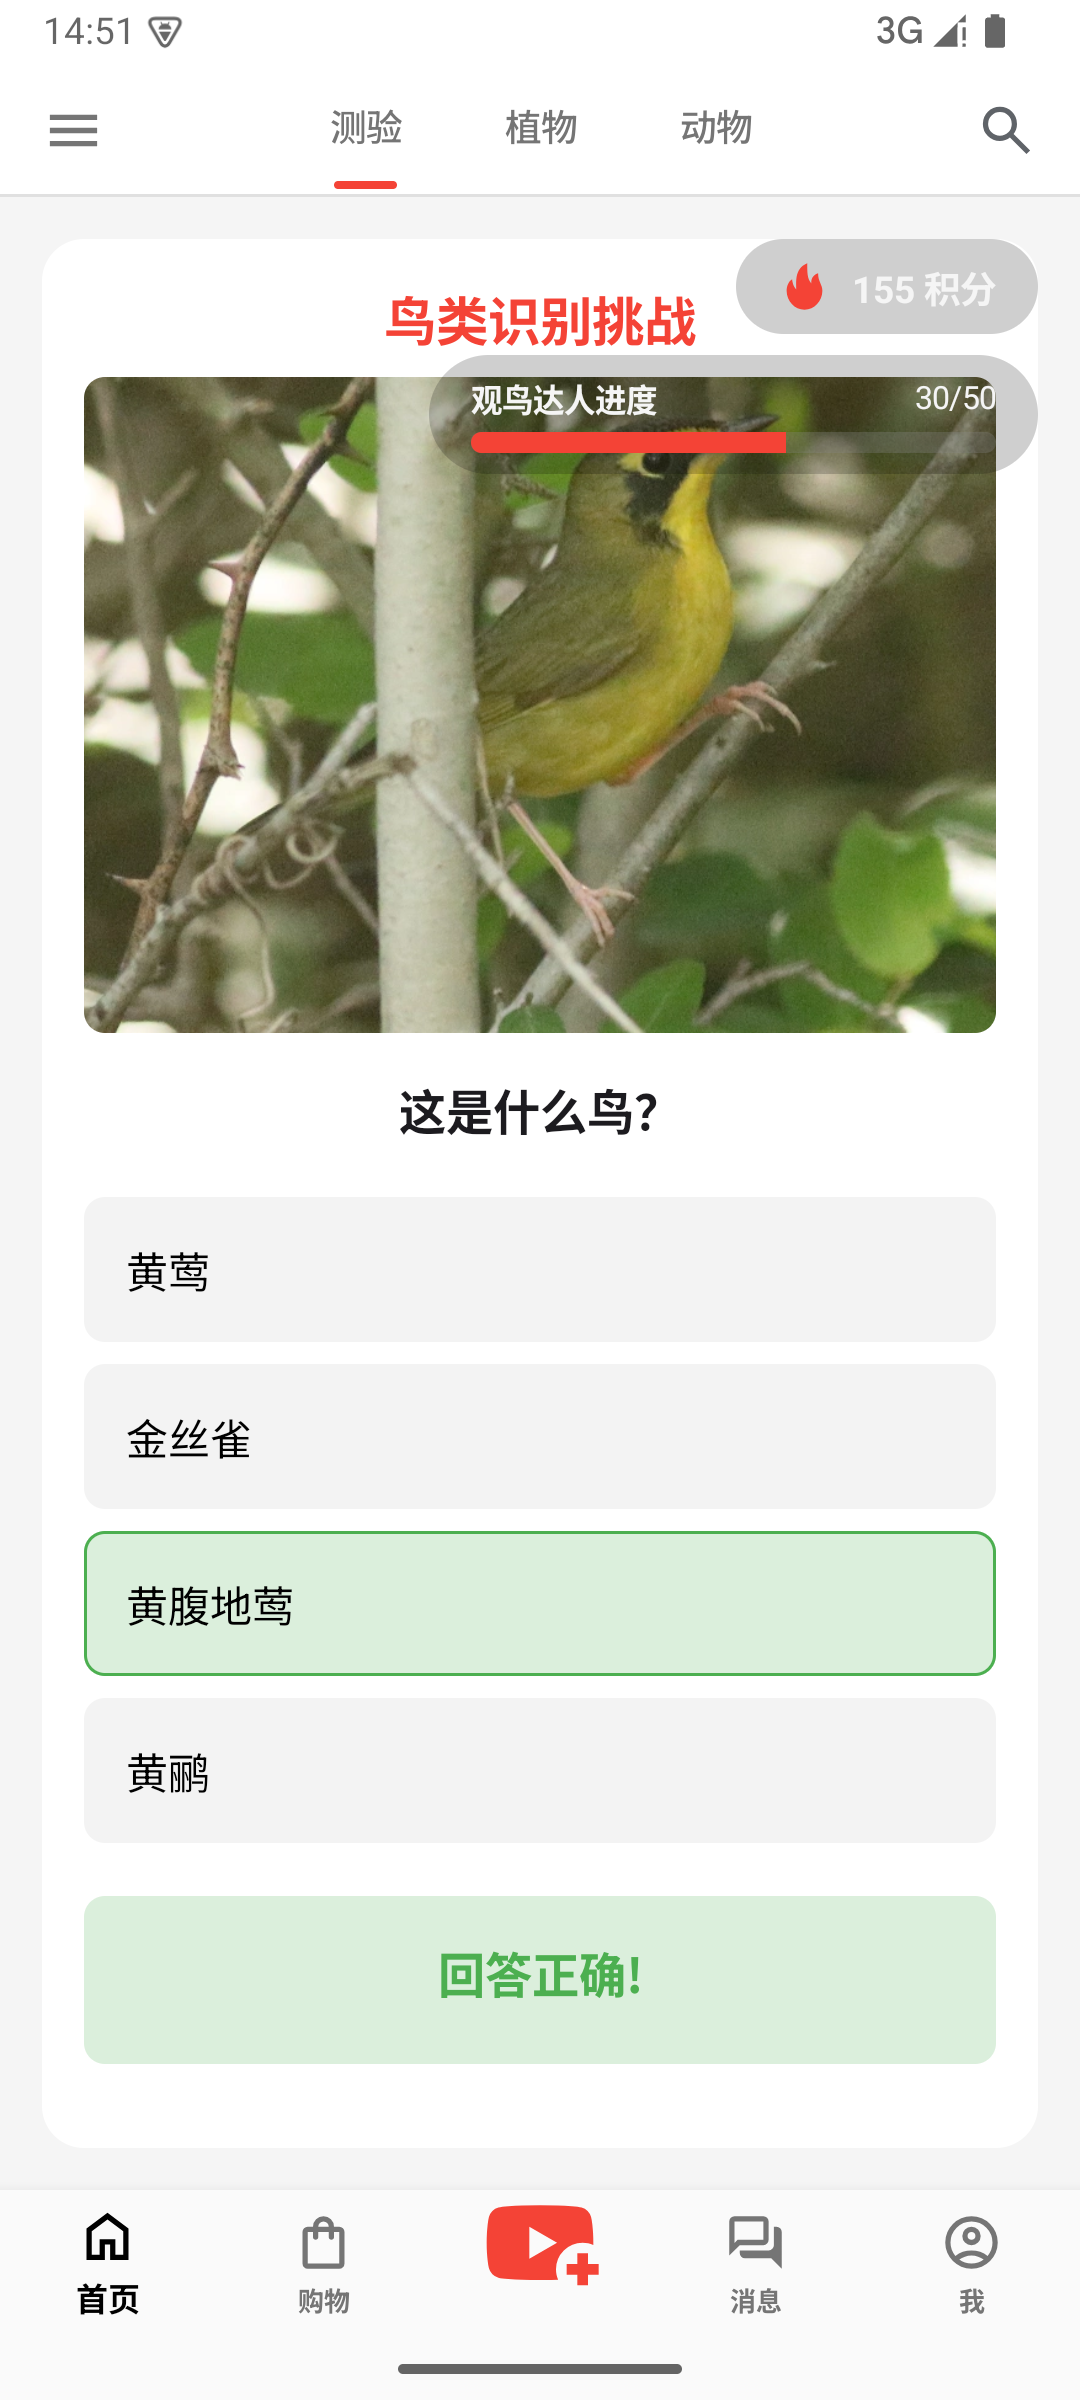 14:51
3G
测验 植物 动物
155 积分
鸟类识别挑战
观鸟达人进度 30/50
这是什么鸟?
黄莺
金丝雀
黄腹地莺
黄鹂
回答正确!
首页 购物 消息 我